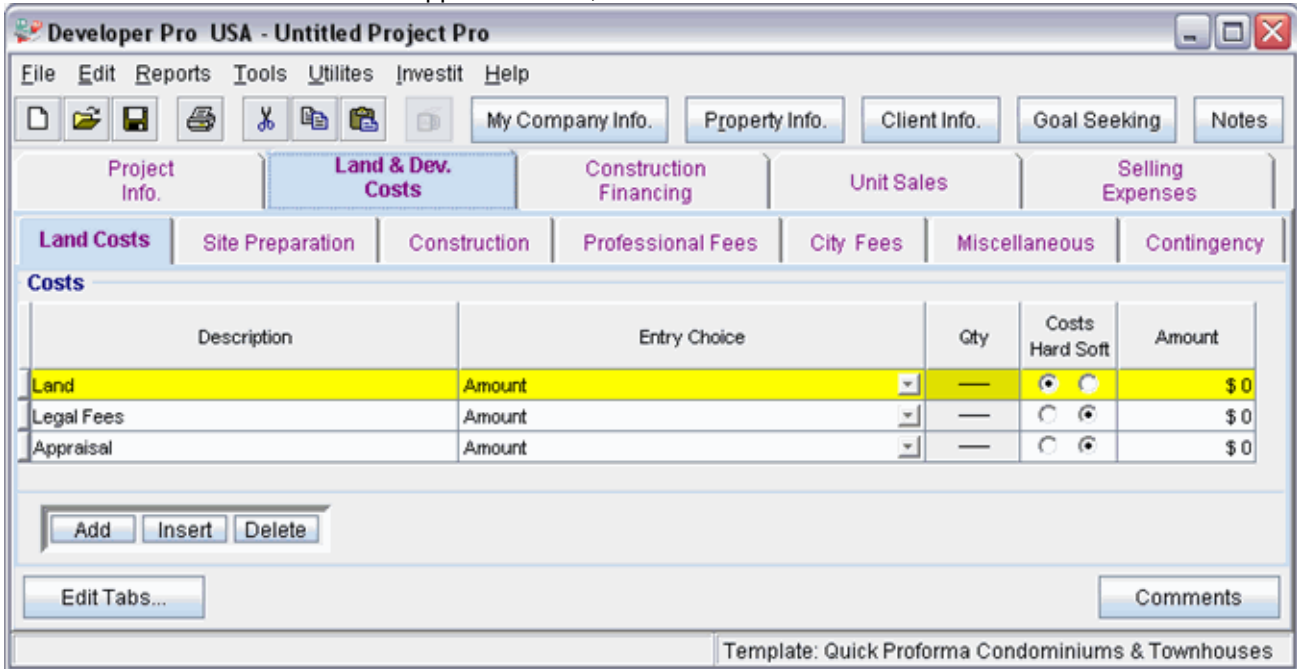 Developer Pro USA - Untitled Project Pro
File Edit Reports Tools Utilites Investit Help
My Company Info. Property Info. Client Info. Goal Seeking Notes
Project Info. Land & Dev. Costs Construction Financing Unit Sales Selling Expenses
Land Costs Site Preparation Construction Professional Fees City Fees Miscellaneous Contingency
Costs
Description Entry Choice Qty Costs Hard Soft Amount
Land Amount — $ 0
Legal Fees Amount — $ 0
Appraisal Amount — $ 0
Add Insert Delete
Edit Tabs... Comments
Template: Quick Proforma Condominiums & Townhouses